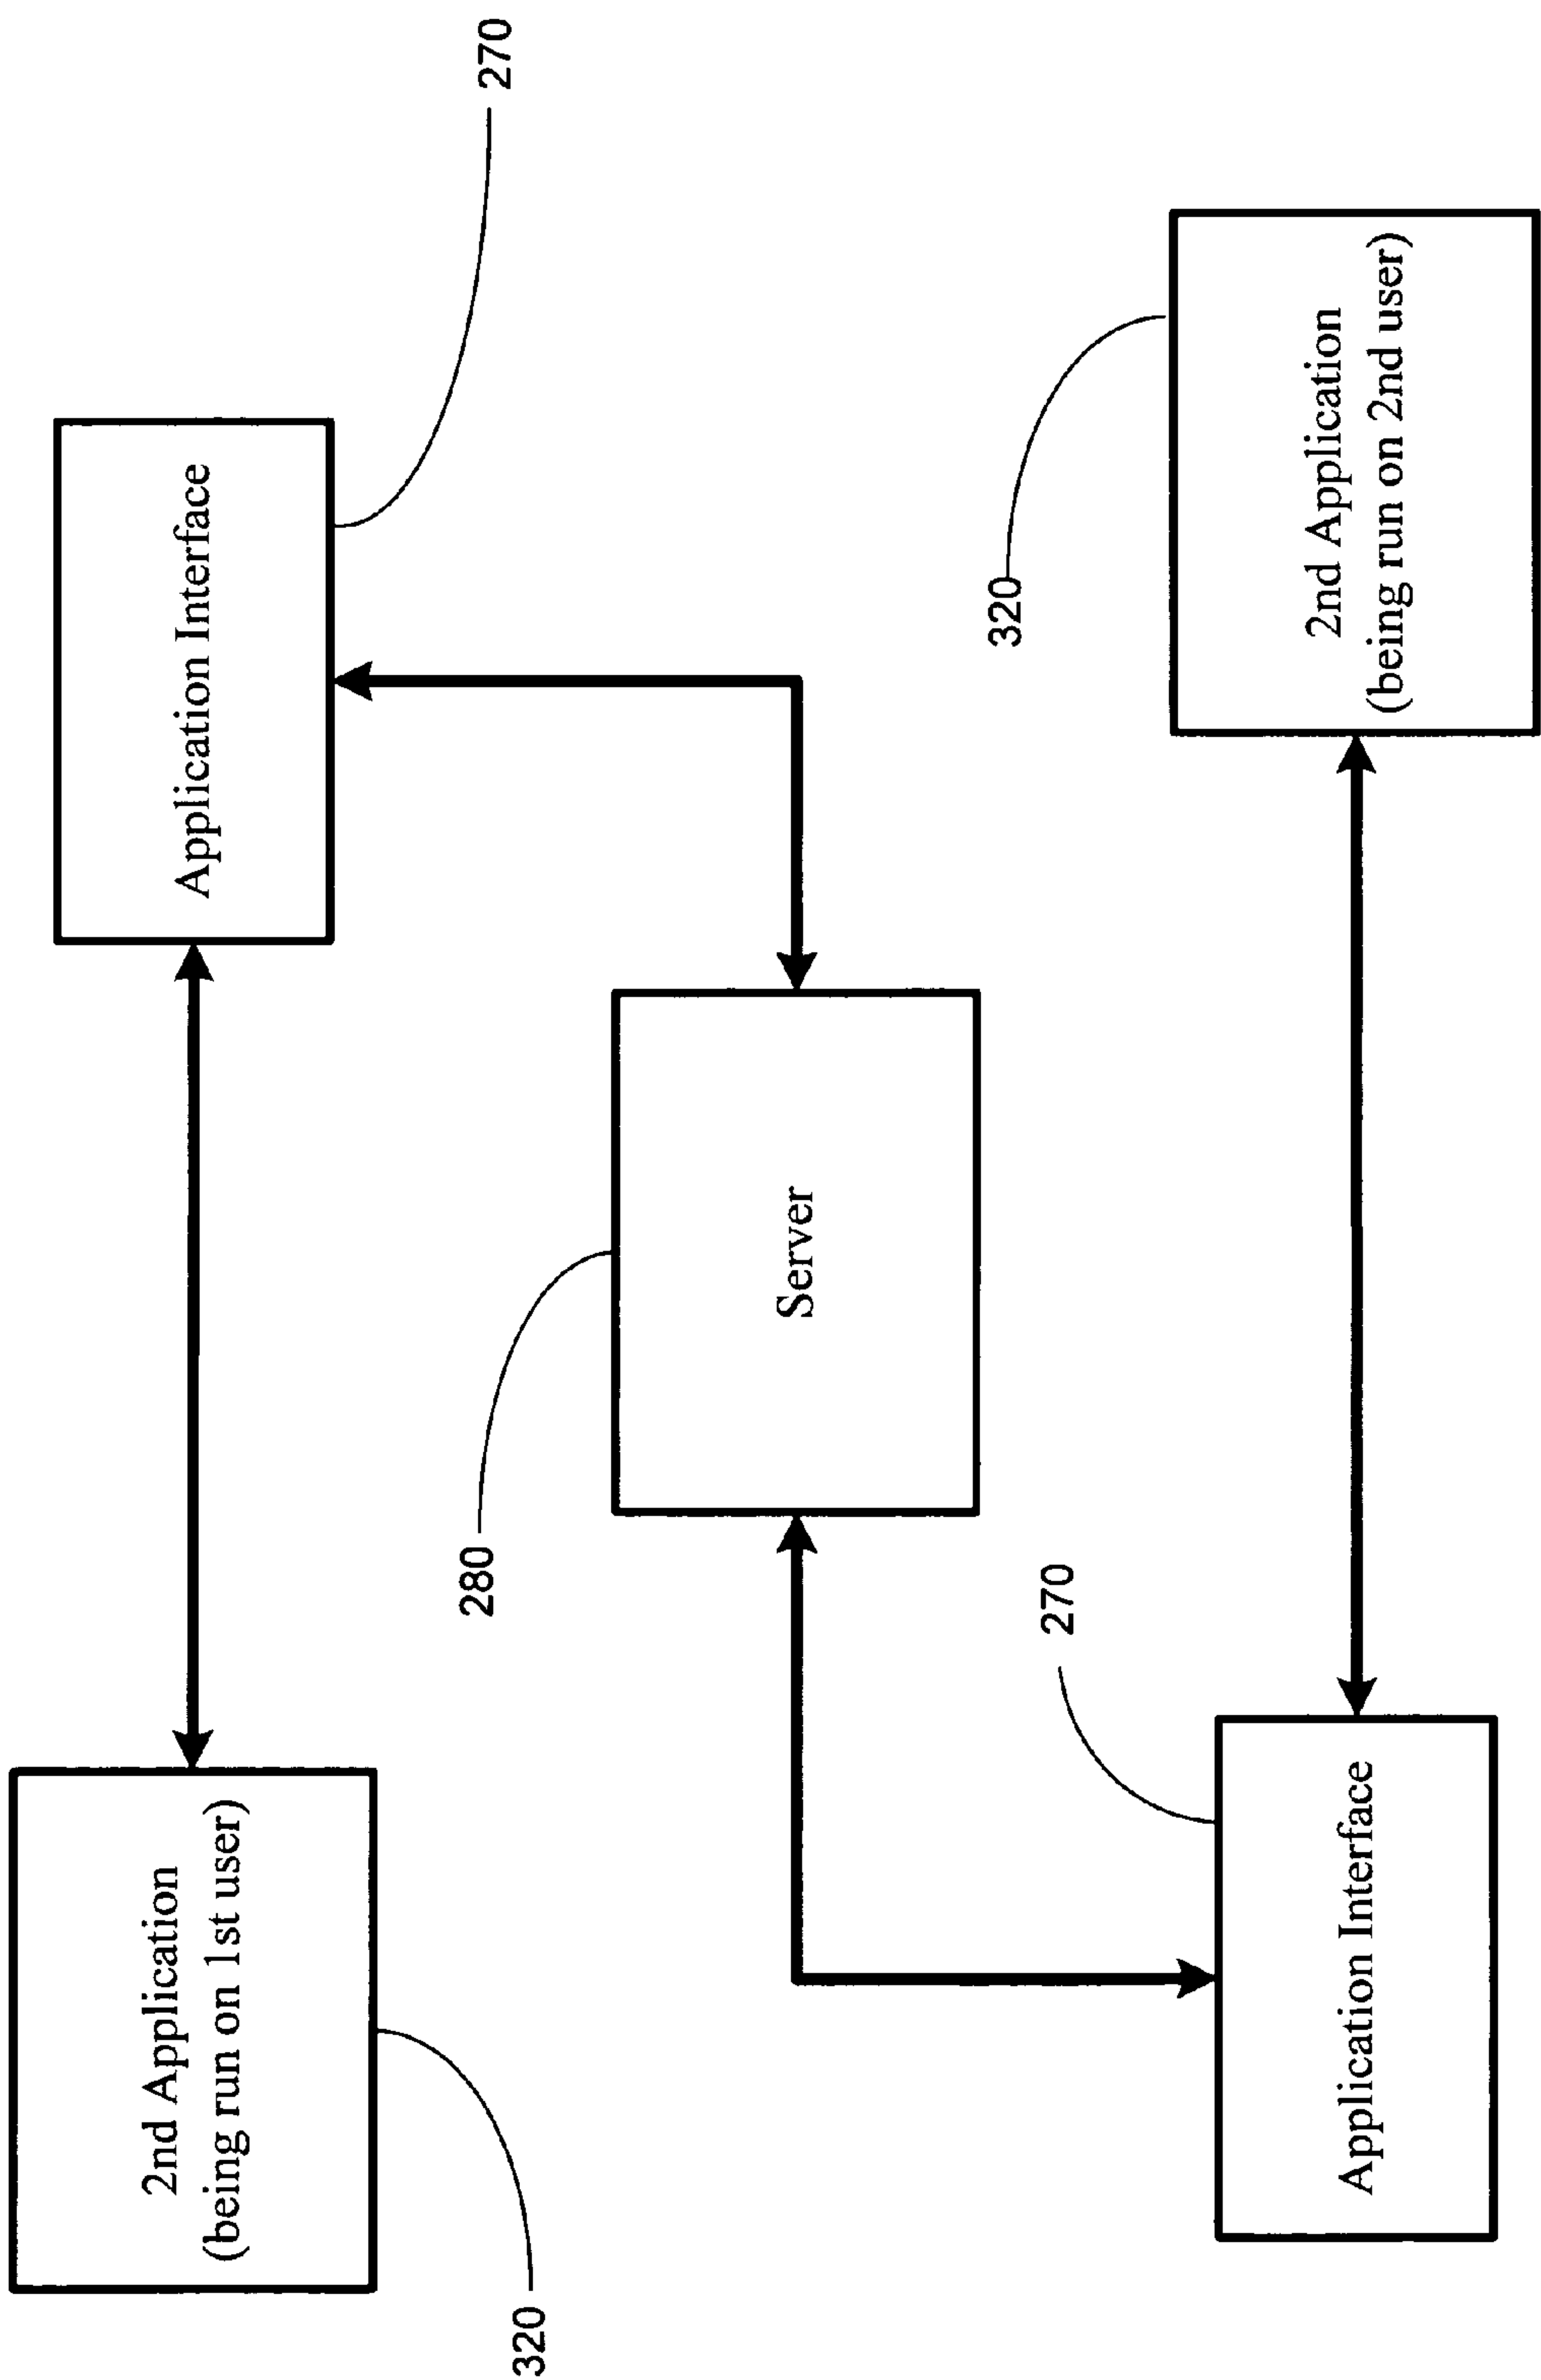 2nd Application
(being run on 1st user)
320
Application Interface
270
280
Server
270
Application Interface
320
2nd Application
(being run on 2nd user)